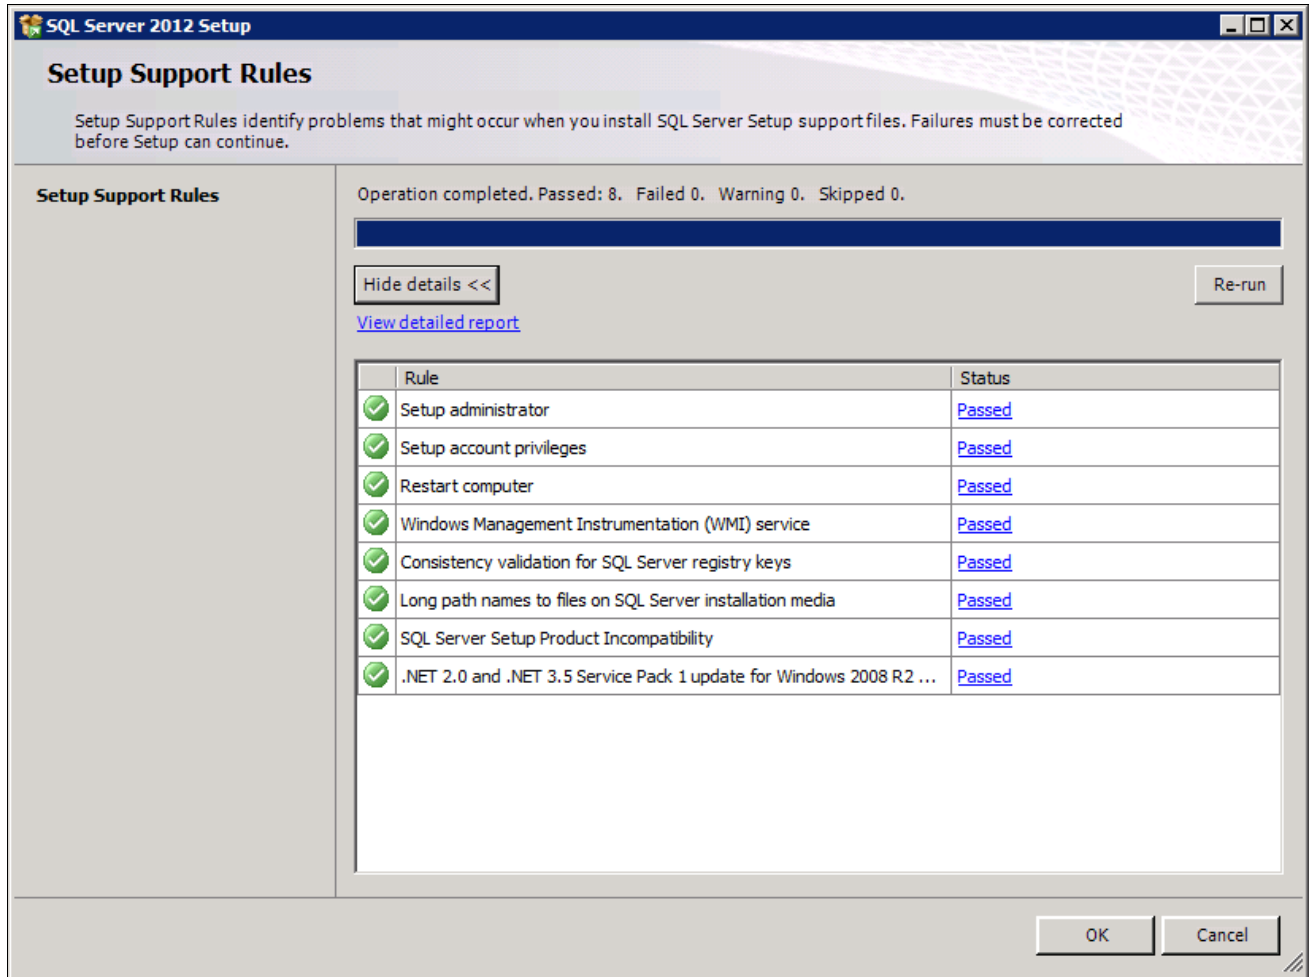 SQL Server 2012 Setup
Setup Support Rules
Setup Support Rules identify problems that might occur when you install SQL Server Setup support files. Failures must be corrected
before Setup can continue.
Setup Support Rules
Operation completed. Passed: 8.   Failed 0.   Warning 0.   Skipped 0.
Hide details <<
Re-run
View detailed report
Rule Status
Setup administrator Passed
Setup account privileges Passed
Restart computer Passed
Windows Management Instrumentation (WMI) service Passed
Consistency validation for SQL Server registry keys Passed
Long path names to files on SQL Server installation media Passed
SQL Server Setup Product Incompatibility Passed
.NET 2.0 and .NET 3.5 Service Pack 1 update for Windows 2008 R2 ... Passed
OK Cancel